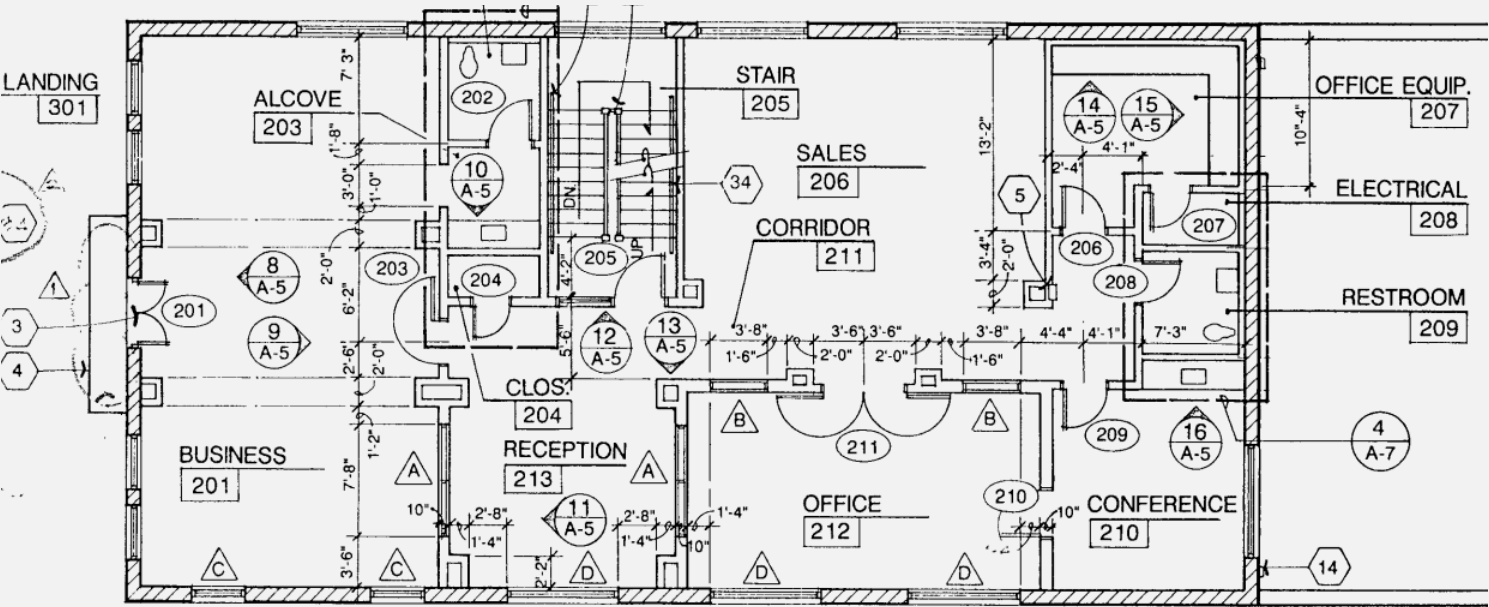 LANDING
301
ALCOVE
203
202
STAIR
205
OFFICE EQUIP.
207
14
A-5
15
A-5
10"-4"
7' 3"
1'-8"
3'-0"
1'-0"
10
A-5
DN.
34
SALES
206
13'-2"
4'-1"
2'-4"
5
ELECTRICAL
208
207
206
CORRIDOR
211
UP
205
4'-2"
203
204
2'-0"
8
A-5
6'-2"
1
201
3
4
9
A-5
3'-4"
2'-0"
208
RESTROOM
209
12
A-5
13
A-5
5'-6"
3'-8"
3'-6"
3'-6"
3'-8"
4'-4"
4'-1"
7'-3"
1'-6"
2'-0"
2'-0"
1'-6"
2'-6"
2'-0"
CLOS.
204
1'-2"
B
B
211
209
16
A-5
4
A-7
BUSINESS
201
7'-8"
A
RECEPTION
213
A
OFFICE
212
210
CONFERENCE
210
10"
2'-8"
1'-4"
11
A-5
2'-8"
1'-4"
1'-4"
10"
10"
3'-6"
2'-2"
C
C
D
D
D
14